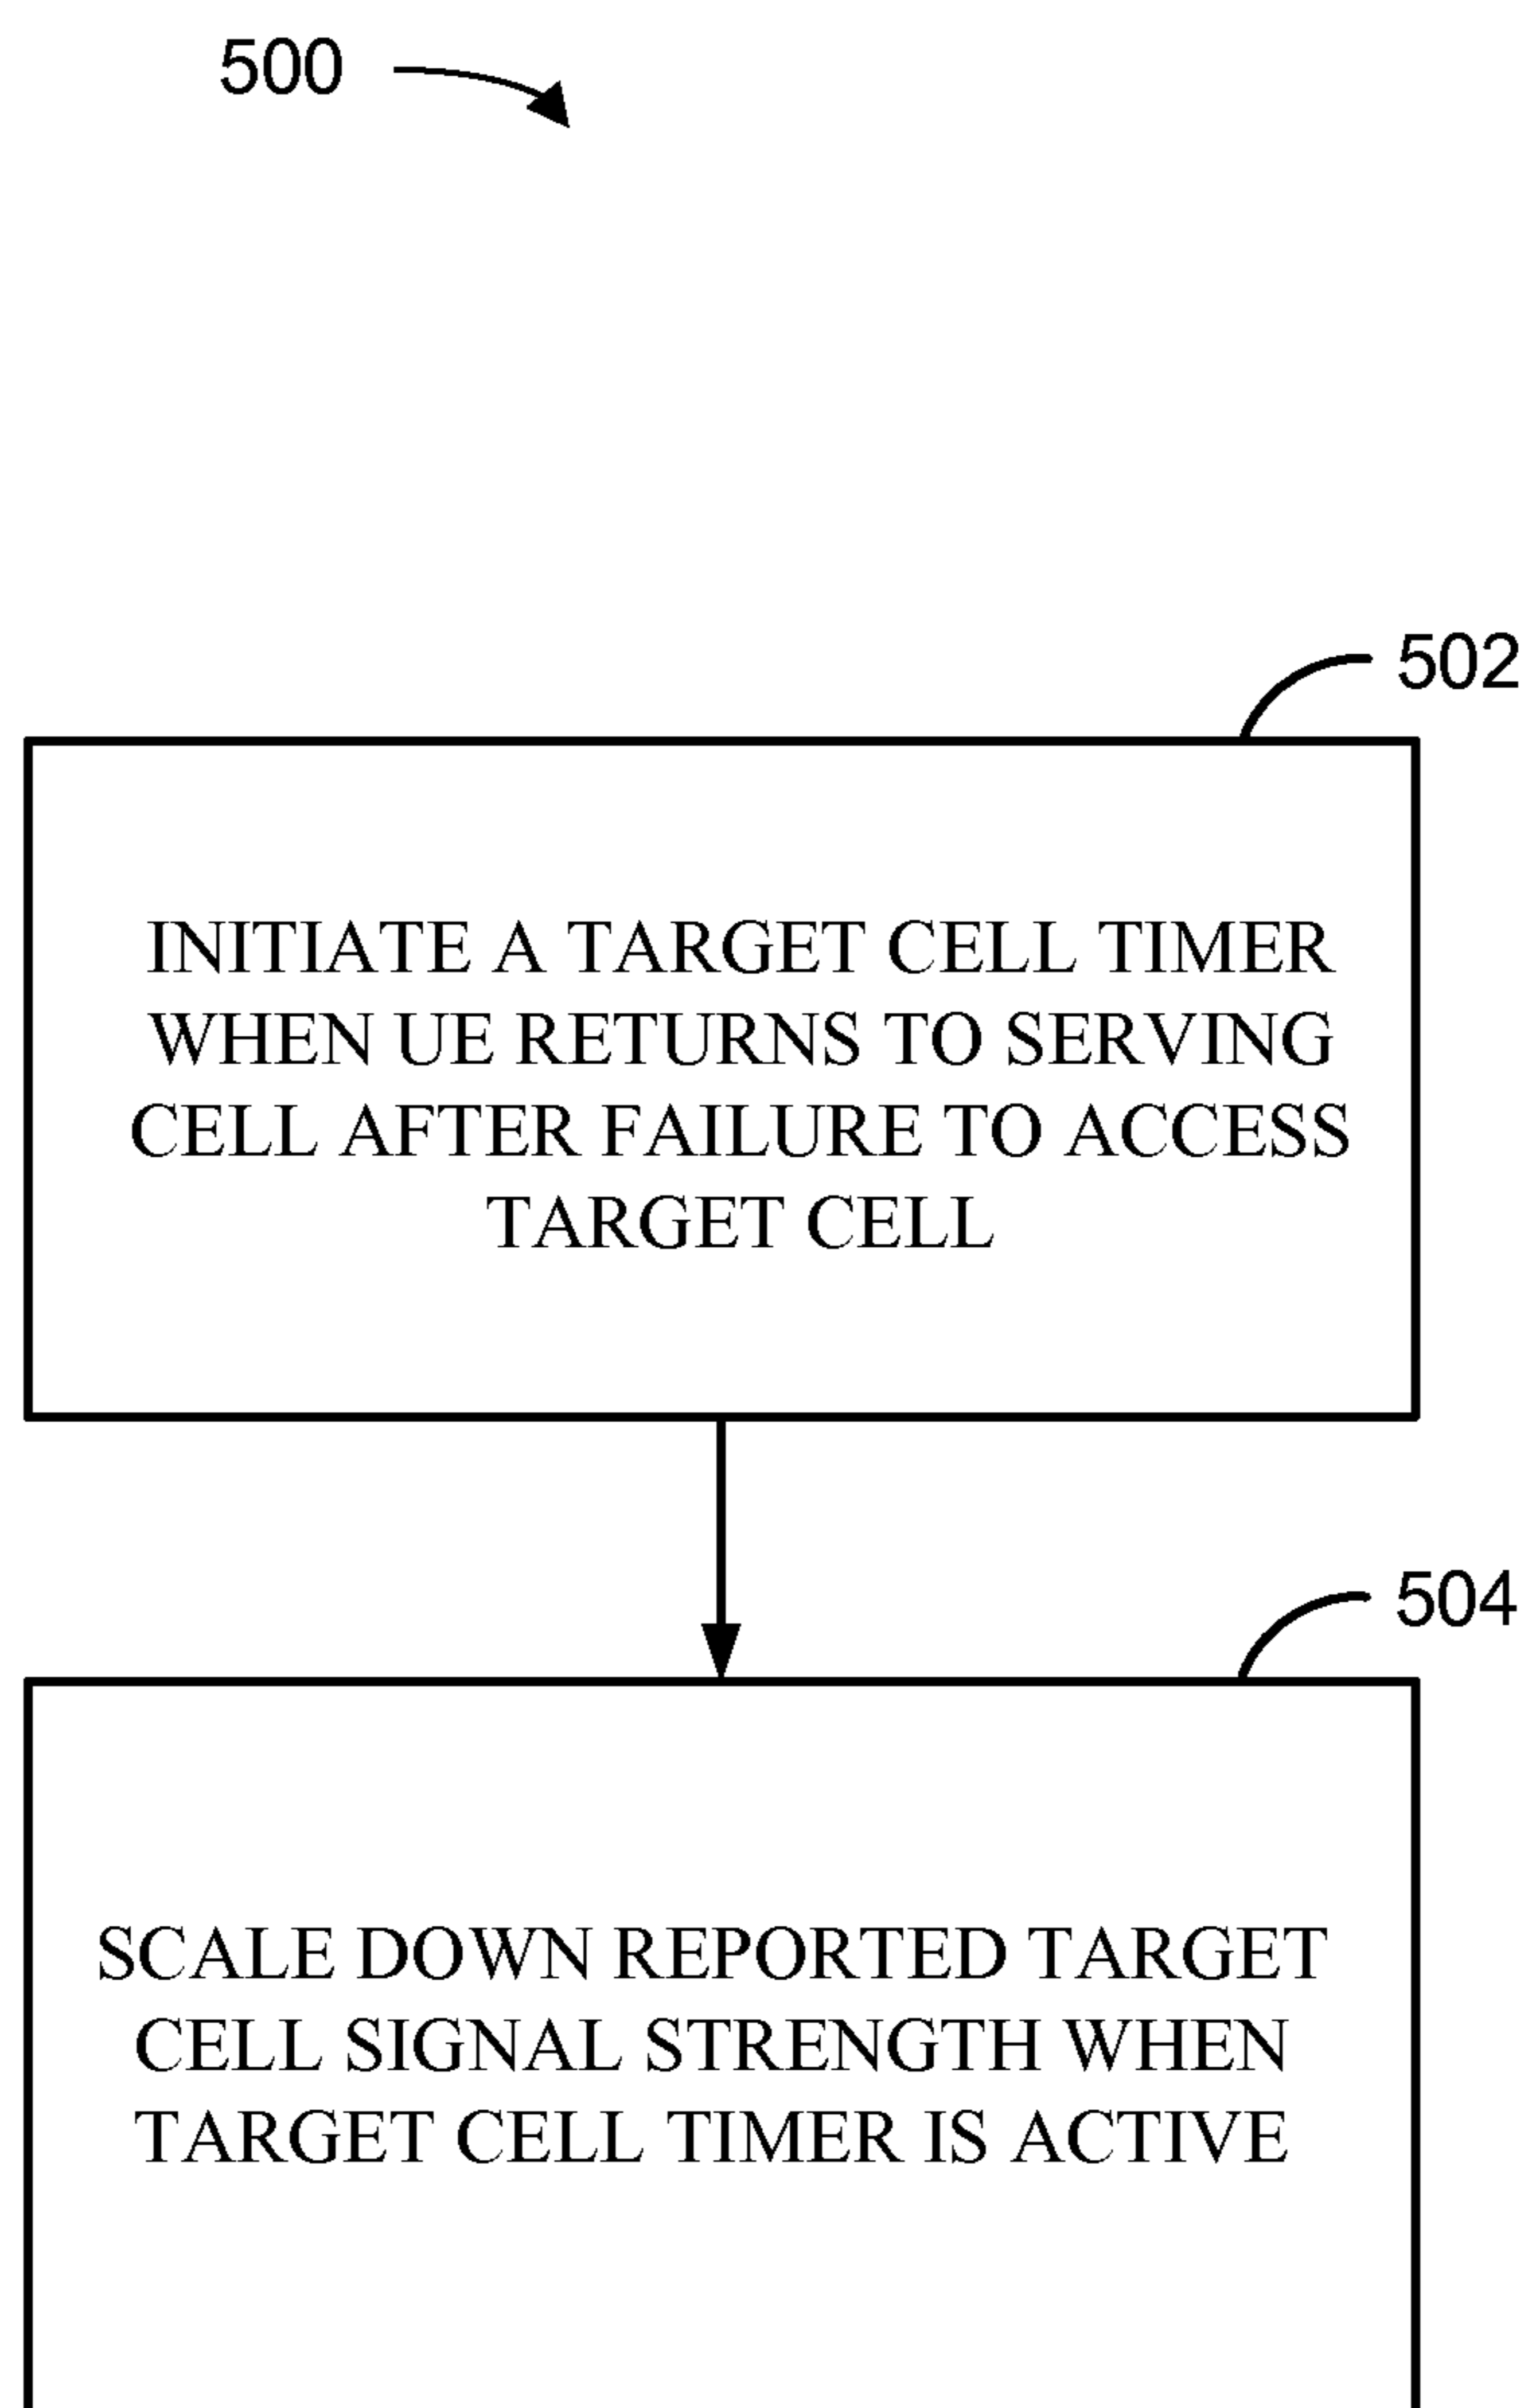 500
502
INITIATE A TARGET CELL TIMER
WHEN UE RETURNS TO SERVING
CELL AFTER FAILURE TO ACCESS
TARGET CELL
504
SCALE DOWN REPORTED TARGET
CELL SIGNAL STRENGTH WHEN
TARGET CELL TIMER IS ACTIVE